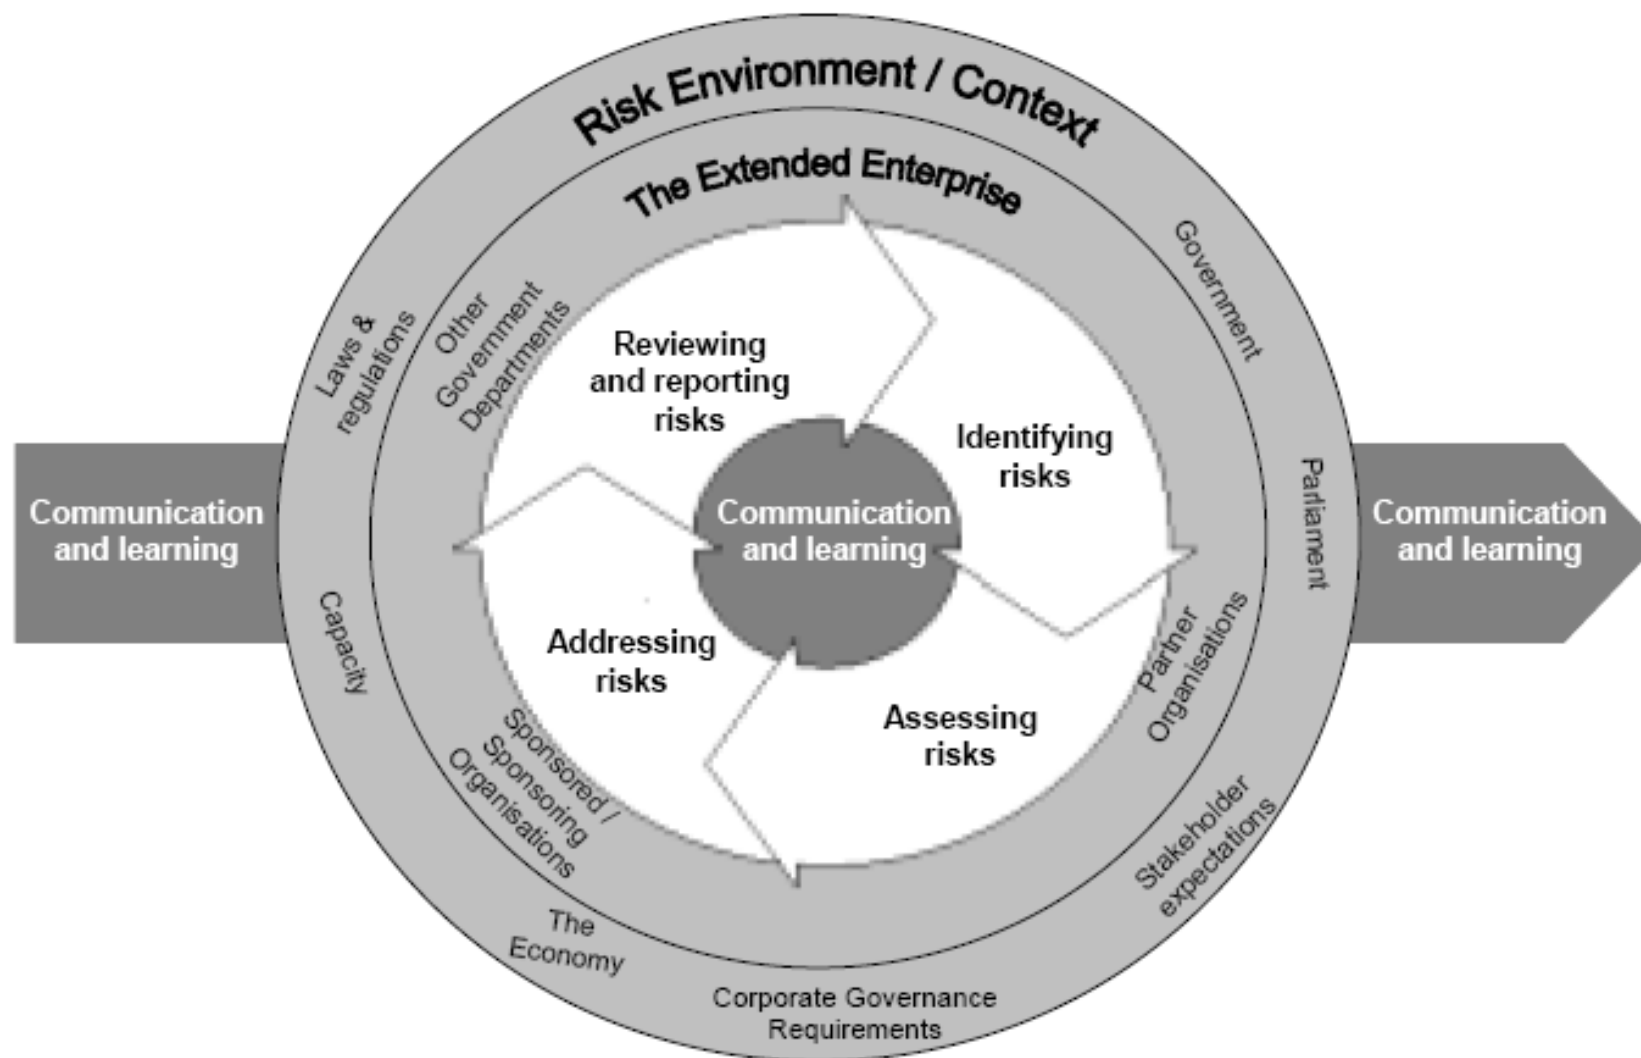 Risk Environment / Context
The Extended Enterprise
Government
Laws &
regulations
Other
Government
Departments
Reviewing
and reporting
risks
Identifying
risks
Communication
and learning
Communication
and learning
Communication
and learning
Parliament
Capacity
Addressing
risks
Assessing
risks
Partner
Organisations
Sponsored /
Sponsoring
Organisations
Stakeholder
expectations
The
Economy
Corporate Governance
Requirements